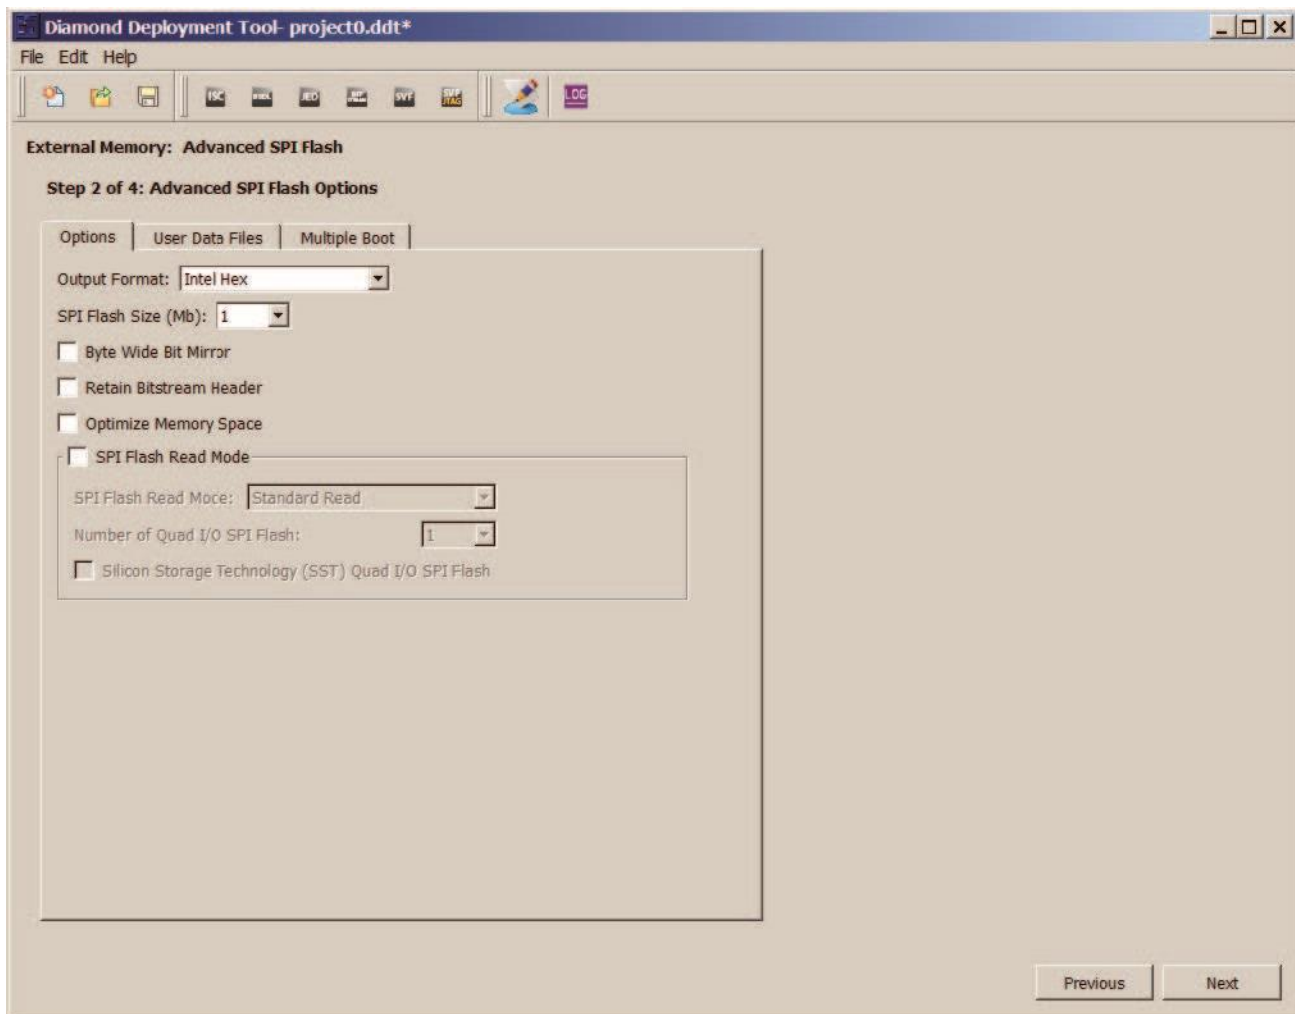 Diamond Deployment Tool- project0.ddt*
File Edit Help
ISC JED SVF SVF JTAG LOG
External Memory: Advanced SPI Flash
Step 2 of 4: Advanced SPI Flash Options
Options User Data Files Multiple Boot
Output Format: Intel Hex
SPI Flash Size (Mb): 1
Byte Wide Bit Mirror
Retain Bitstream Header
Optimize Memory Space
SPI Flash Read Mode
SPI Flash Read Mode: Standard Read
Number of Quad I/O SPI Flash: 1
Silicon Storage Technology (SST) Quad I/O SPI Flash
Previous Next